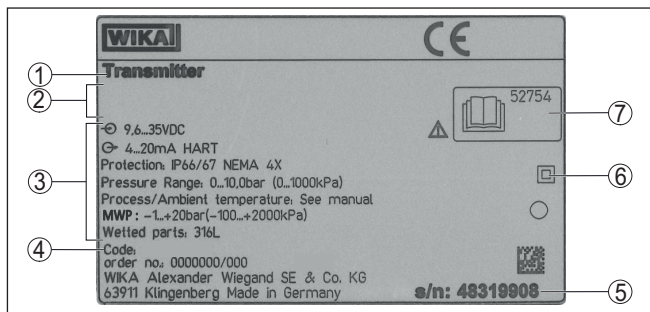 WIKA CE
Transmitter
52754
9,6...35VDC
4...20mA HART
Protection: IP66/67 NEMA 4X
Pressure Range: 0...10,0bar (0...1000kPa)
Process/Ambient temperature: See manual
MWP: -1...+20bar(-100...+2000kPa)
Wetted parts: 316L
Code:
order no.: 0000000/000
WIKA Alexander Wiegand SE & Co. KG
63911 Klingenberg Made in Germany
s/n: 48319908
1
2
3
4
5
6
7